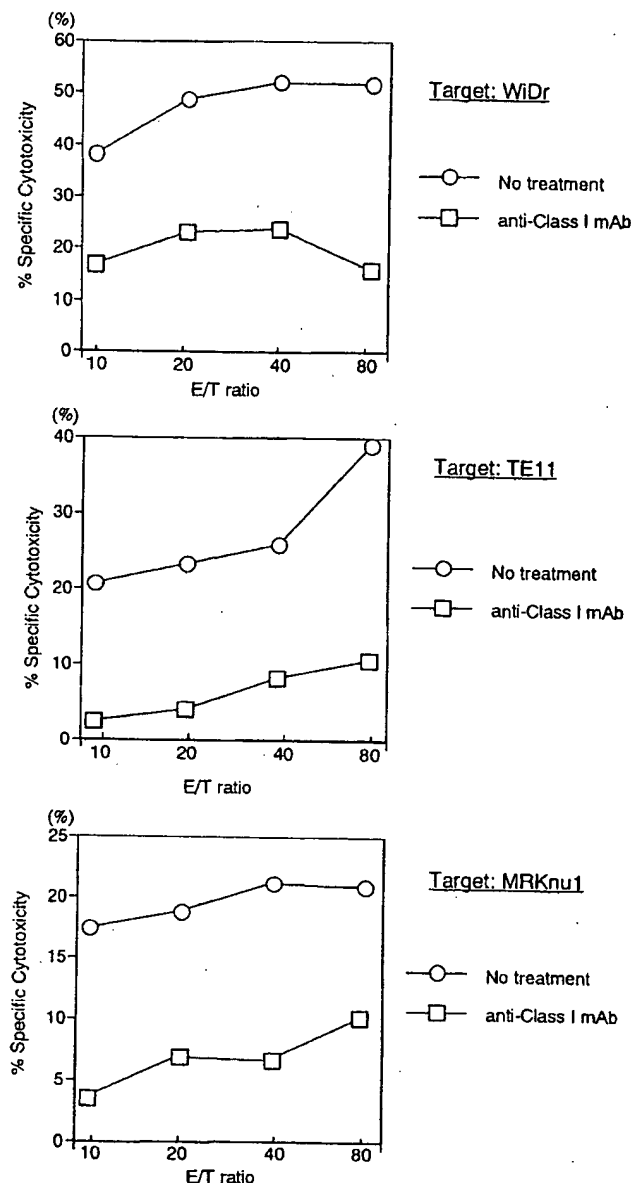 (%)
60
50
40
30
20
10
0
% Specific Cytotoxicity
10 20 40 80
E/T ratio
Target: WiDr
No treatment
anti-Class I mAb
(%)
40
30
20
10
0
% Specific Cytotoxicity
10 20 40 80
E/T ratio
Target: TE11
No treatment
anti-Class I mAb
(%)
25
20
15
10
5
0
% Specific Cytotoxicity
10 20 40 80
E/T ratio
Target: MRKnu1
No treatment
anti-Class I mAb